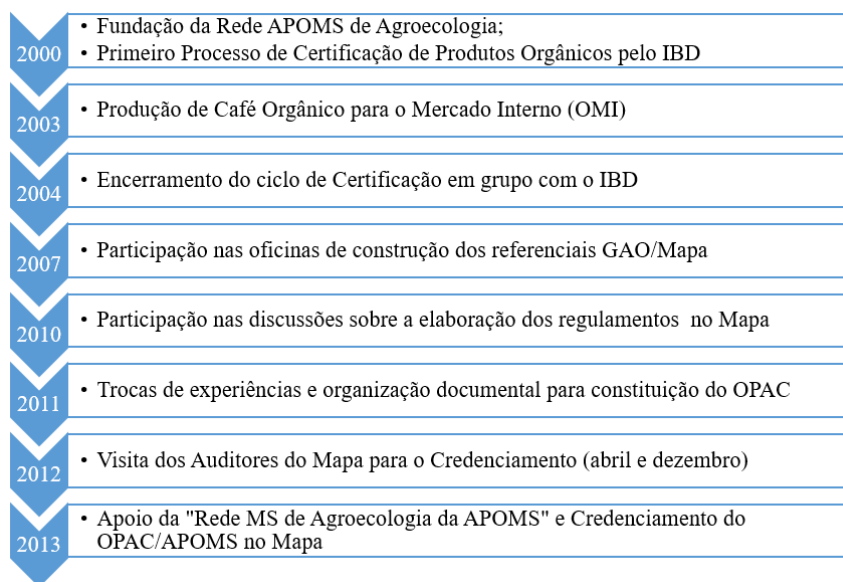 2000
• Fundação da Rede APOMS de Agroecologia;
• Primeiro Processo de Certificação de Produtos Orgânicos pelo IBD
2003
• Produção de Café Orgânico para o Mercado Interno (OMI)
2004
• Encerramento do ciclo de Certificação em grupo com o IBD
2007
• Participação nas oficinas de construção dos referenciais GAO/Mapa
2010
• Participação nas discussões sobre a elaboração dos regulamentos no Mapa
2011
• Trocas de experiências e organização documental para constituição do OPAC
2012
• Visita dos Auditores do Mapa para o Credenciamento (abril e dezembro)
2013
• Apoio da "Rede MS de Agroecologia da APOMS" e Credenciamento do
OPAC/APOMS no Mapa